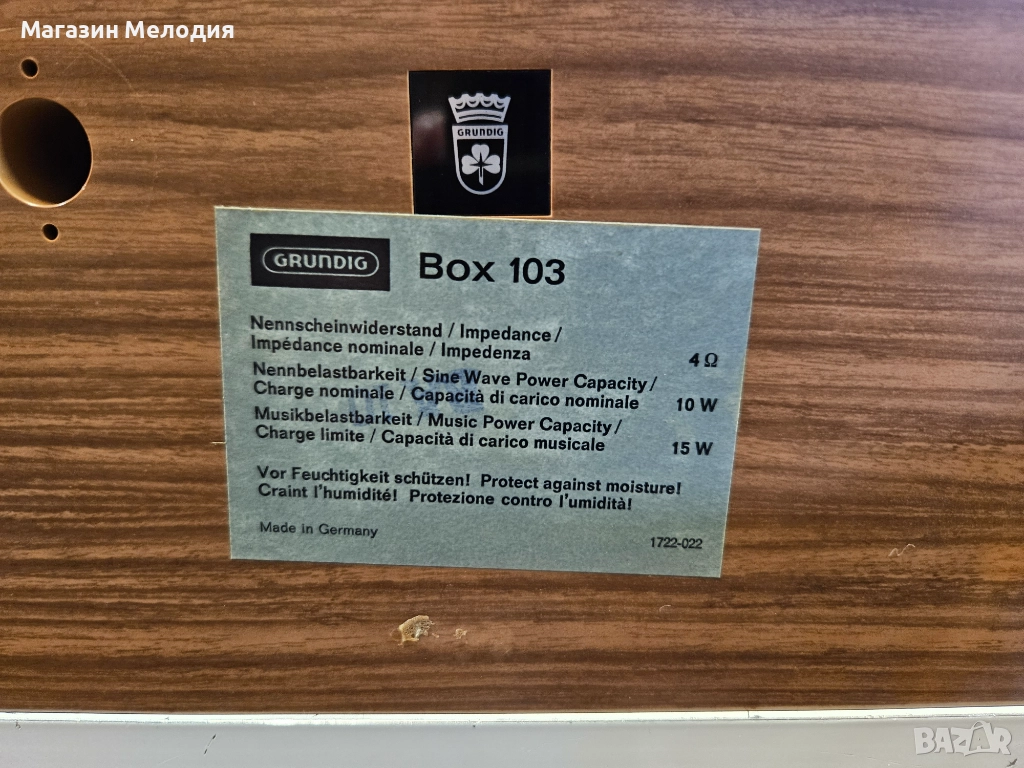 Магазин Мелодия
GRUNDIG
GRUNDIG
Box 103
Nennscheinwiderstand / Impedance /
Impédance nominale / Impedenza 4 Ω
Nennbelastbarkeit / Sine Wave Power Capacity /
Charge nominale / Capacità di carico nominale 10 W
Musikbelastbarkeit / Music Power Capacity /
Charge limite / Capacità di carico musicale 15 W
Vor Feuchtigkeit schützen! Protect against moisture!
Craint l'humidité! Protezione contro l'umidità!
Made in Germany
1722-022
BAZAR